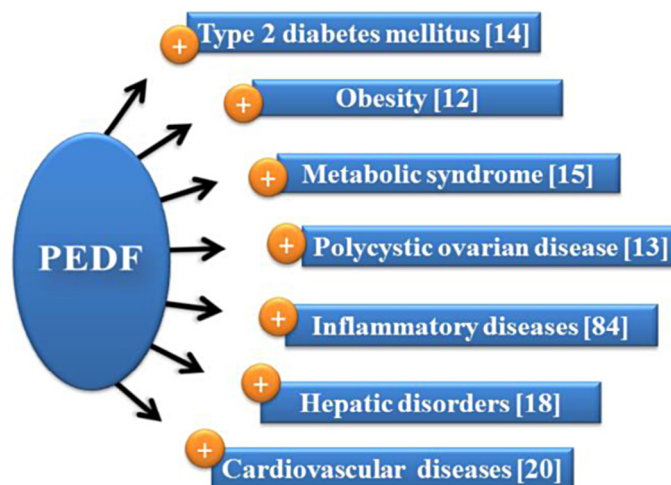 + Type 2 diabetes mellitus [14]
+ Obesity [12]
+ Metabolic syndrome [15]
PEDF
+ Polycystic ovarian disease [13]
+ Inflammatory diseases [84]
+ Hepatic disorders [18]
+ Cardiovascular diseases [20]